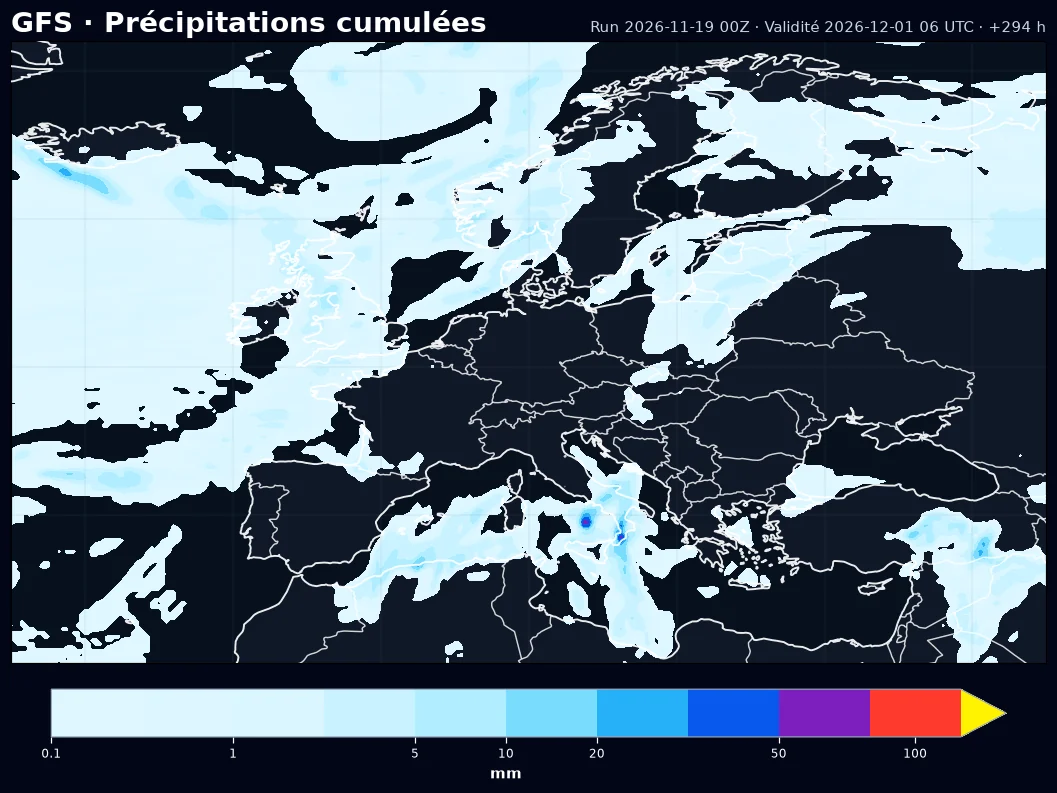 GFS · Précipitations cumulées
Run 2026-11-19 00Z · Validité 2026-12-01 06 UTC · +294 h
0.1 1 5 10 20 50 100
mm